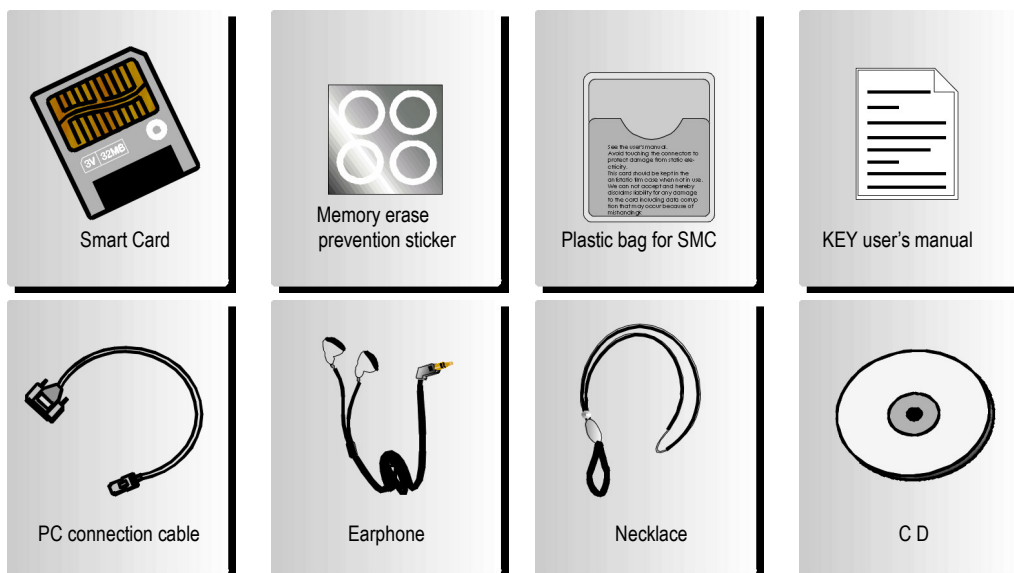 3V 32MB
Smart Card
Memory erase
prevention sticker
See the user's manual.
Avoid touching the connectors to
protect damage from static ele-
ctricity.
This card should be kept in the
antistatic film case when not in use.
We can not accept and hereby
disclaims liability for any damage
to the card including data corrup
tion that may occur because of
mishandling!
Plastic bag for SMC
KEY user's manual
PC connection cable
Earphone
Necklace
C D